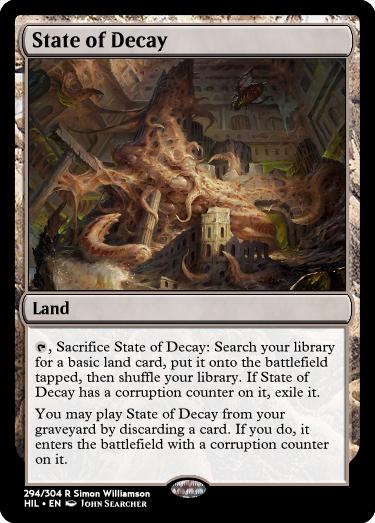 State of Decay
Land
, Sacrifice State of Decay: Search your library
for a basic land card, put it onto the battlefield
tapped, then shuffle your library. If State of
Decay has a corruption counter on it, exile it.
You may play State of Decay from your
graveyard by discarding a card. If you do, it
enters the battlefield with a corruption counter
on it.
294/304 R Simon Williamson
HIL • EN John Searcher